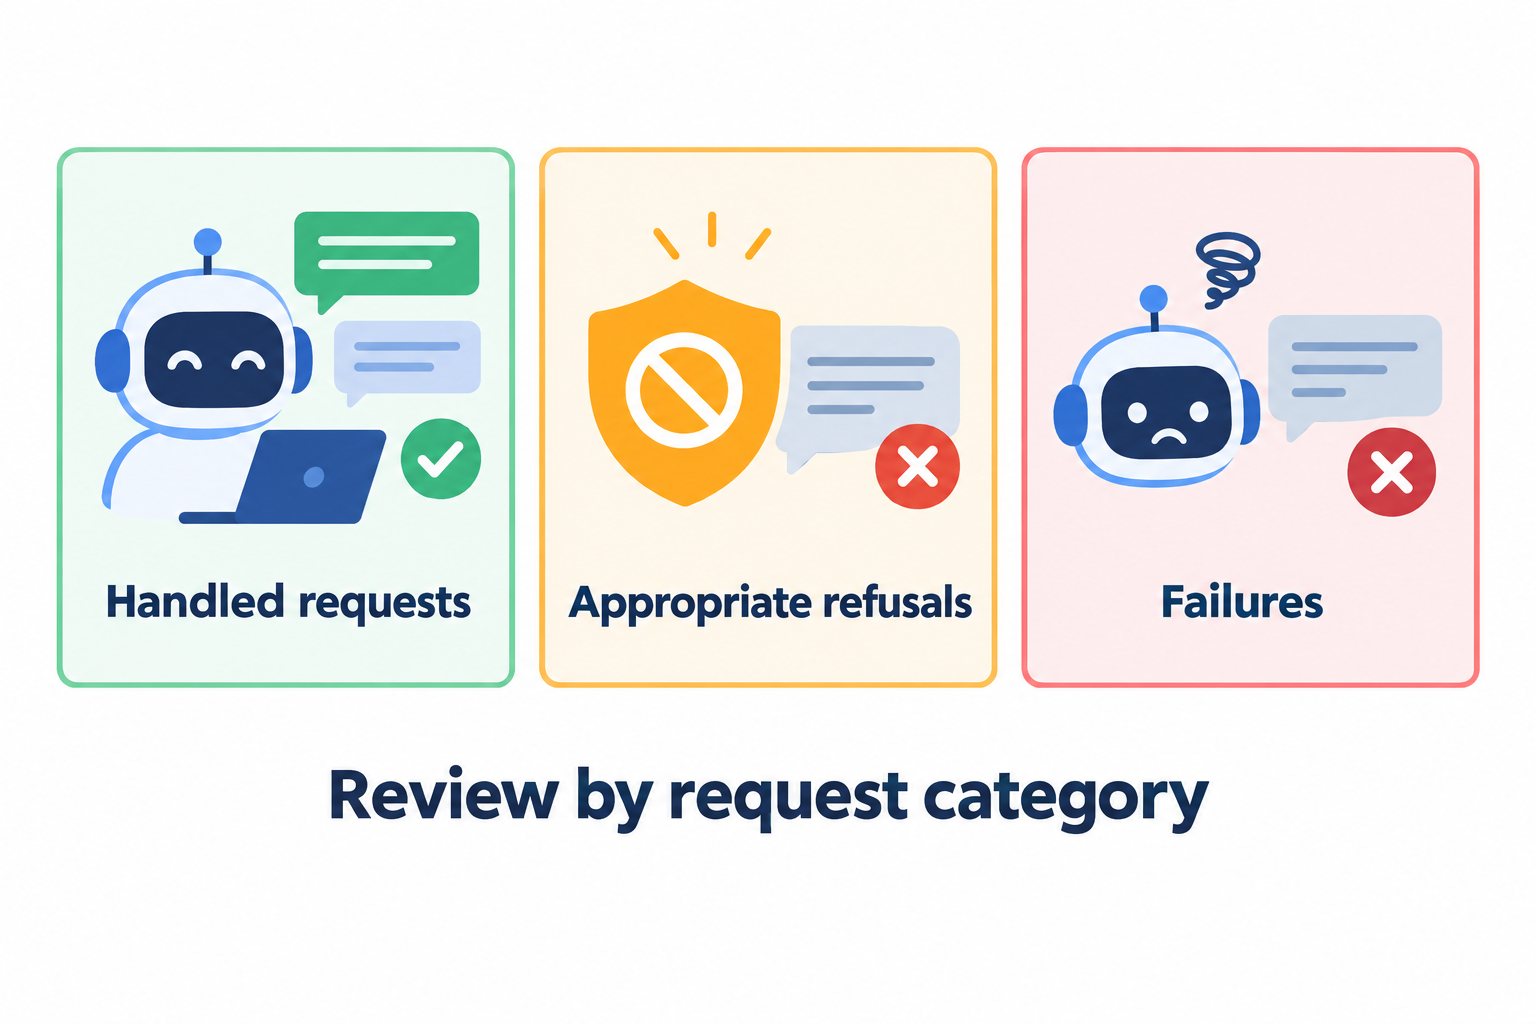 Handled requests
Appropriate refusals
Failures
Review by request category